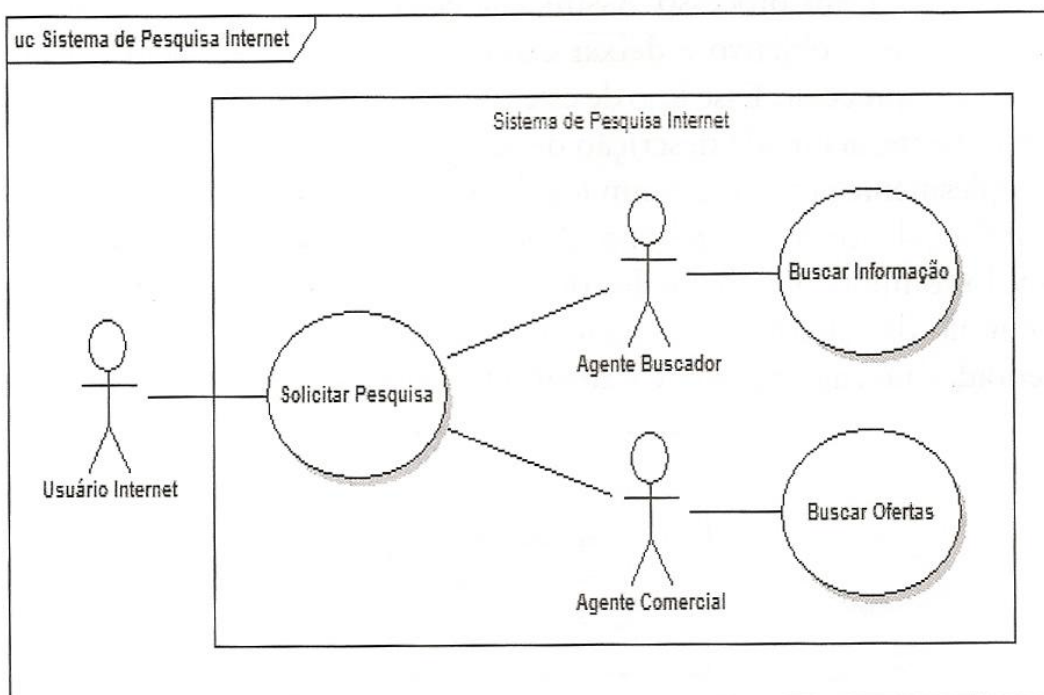 uc Sistema de Pesquisa Internet
Sistema de Pesquisa Internet
Buscar Informação
Agente Buscador
Solicitar Pesquisa
Usuário Internet
Buscar Ofertas
Agente Comercial